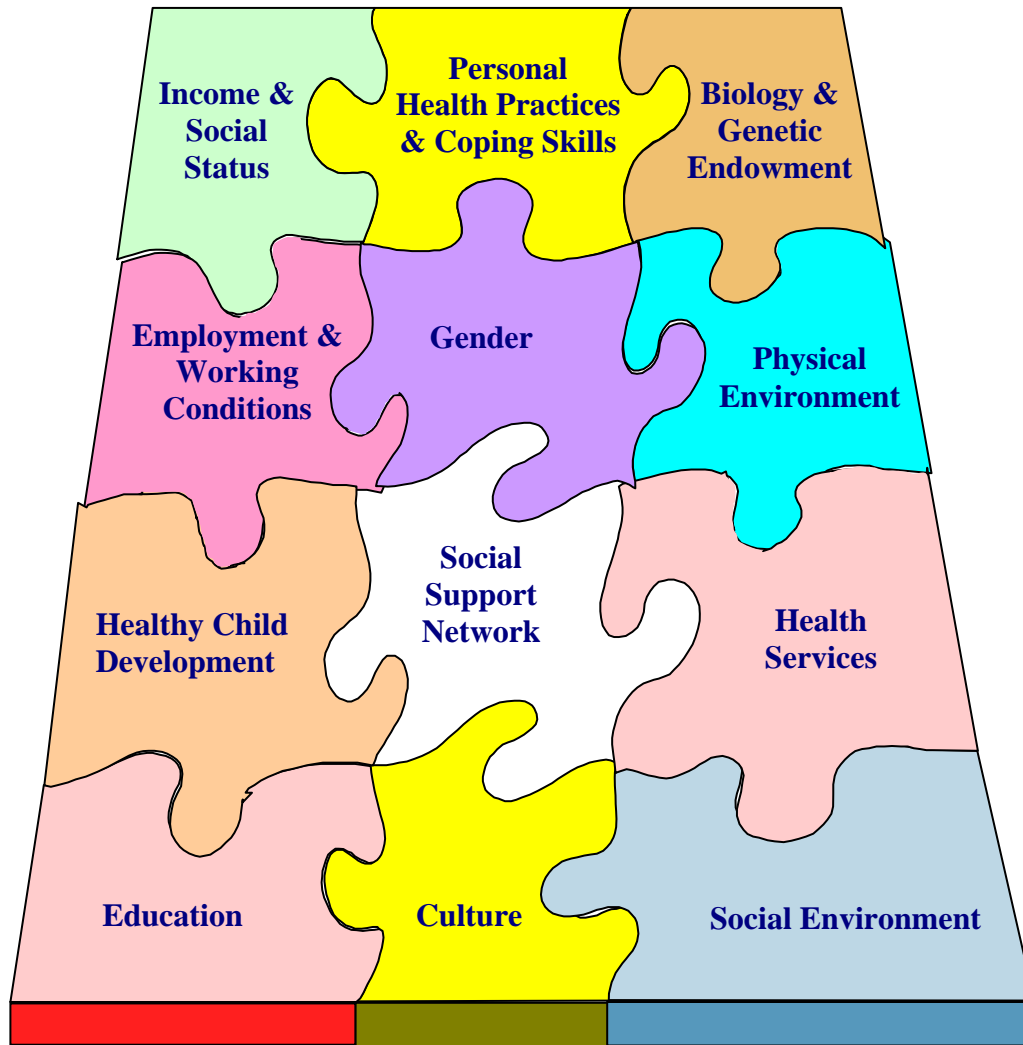 Income &
Social
Status
Personal
Health Practices
& Coping Skills
Biology &
Genetic
Endowment
Employment &
Working
Conditions
Gender
Physical
Environment
Healthy Child
Development
Social
Support
Network
Health
Services
Education
Culture
Social Environment